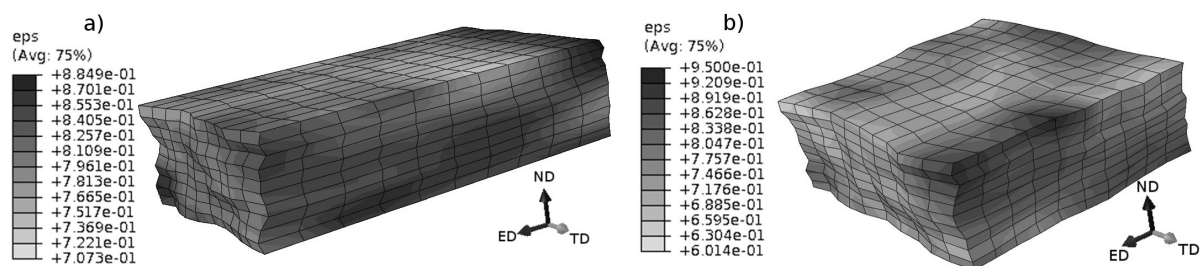 a)
eps
(Avg: 75%)
+8.849e-01
+8.701e-01
+8.553e-01
+8.405e-01
+8.257e-01
+8.109e-01
+7.961e-01
+7.813e-01
+7.665e-01
+7.517e-01
+7.369e-01
+7.221e-01
+7.073e-01
ND
ED
TD
b)
eps
(Avg: 75%)
+9.500e-01
+9.209e-01
+8.919e-01
+8.628e-01
+8.338e-01
+8.047e-01
+7.757e-01
+7.466e-01
+7.176e-01
+6.885e-01
+6.595e-01
+6.304e-01
+6.014e-01
ND
ED
TD